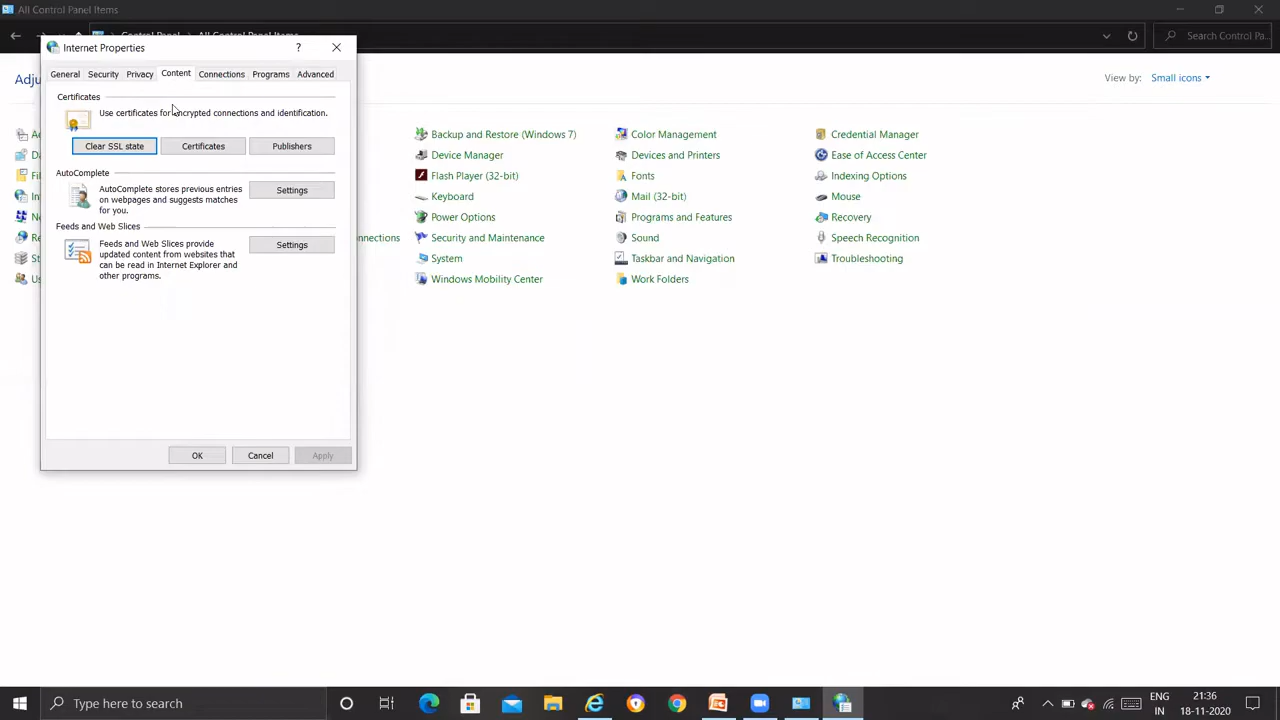 All Control Panel Items
Search Control Pa...
Internet Properties
?
General Security Privacy Content Connections Programs Advanced
View by: Small icons
Certificates
Use certificates for encrypted connections and identification.
Clear SSL state Certificates Publishers
AutoComplete
AutoComplete stores previous entries
on webpages and suggests matches
for you.
Settings
Feeds and Web Slices
Feeds and Web Slices provide
updated content from websites that
can be read in Internet Explorer and
other programs.
Settings
OK Cancel Apply
Backup and Restore (Windows 7) Color Management Credential Manager
Device Manager Devices and Printers Ease of Access Center
Flash Player (32-bit) Fonts Indexing Options
Keyboard Mail (32-bit) Mouse
Power Options Programs and Features Recovery
Security and Maintenance Sound Speech Recognition
System Taskbar and Navigation Troubleshooting
Windows Mobility Center Work Folders
Type here to search
ENG
IN
21:36
18-11-2020